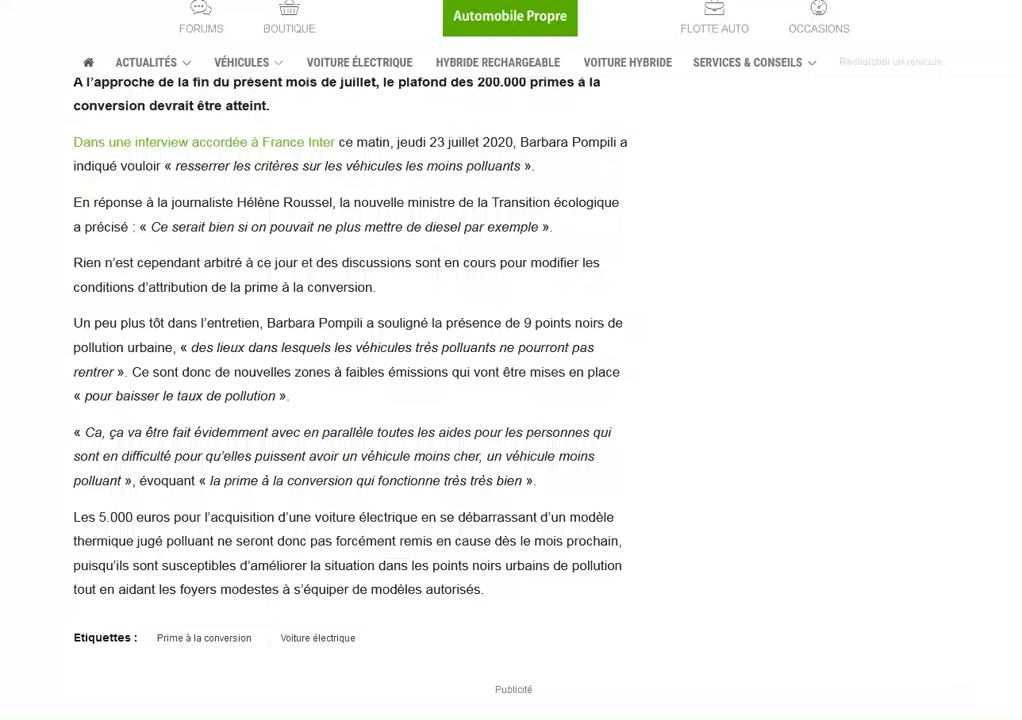 FORUMS
BOUTIQUE
Automobile Propre
FLOTTE AUTO
OCCASIONS
ACTUALITÉS
VÉHICULES
VOITURE ÉLECTRIQUE
HYBRIDE RECHARGEABLE
VOITURE HYBRIDE
SERVICES & CONSEILS
Rechercher un véhicule.
A l’approche de la fin du présent mois de juillet, le plafond des 200.000 primes à la
conversion devrait être atteint.
Dans une interview accordée à France Inter ce matin, jeudi 23 juillet 2020, Barbara Pompili a
indiqué vouloir « resserrer les critères sur les véhicules les moins polluants ».
En réponse à la journaliste Hélène Roussel, la nouvelle ministre de la Transition écologique
a précisé : « Ce serait bien si on pouvait ne plus mettre de diesel par exemple ».
Rien n’est cependant arbitré à ce jour et des discussions sont en cours pour modifier les
conditions d’attribution de la prime à la conversion.
Un peu plus tôt dans l’entretien, Barbara Pompili a souligné la présence de 9 points noirs de
pollution urbaine, « des lieux dans lesquels les véhicules très polluants ne pourront pas
rentrer ». Ce sont donc de nouvelles zones à faibles émissions qui vont être mises en place
« pour baisser le taux de pollution ».
« Ca, ça va être fait évidemment avec en parallèle toutes les aides pour les personnes qui
sont en difficulté pour qu’elles puissent avoir un véhicule moins cher, un véhicule moins
polluant », évoquant « la prime à la conversion qui fonctionne très très bien ».
Les 5.000 euros pour l’acquisition d’une voiture électrique en se débarrassant d’un modèle
thermique jugé polluant ne seront donc pas forcément remis en cause dès le mois prochain,
puisqu’ils sont susceptibles d’améliorer la situation dans les points noirs urbains de pollution
tout en aidant les foyers modestes à s’équiper de modèles autorisés.
Etiquettes : Prime à la conversion Voiture électrique
Publicité